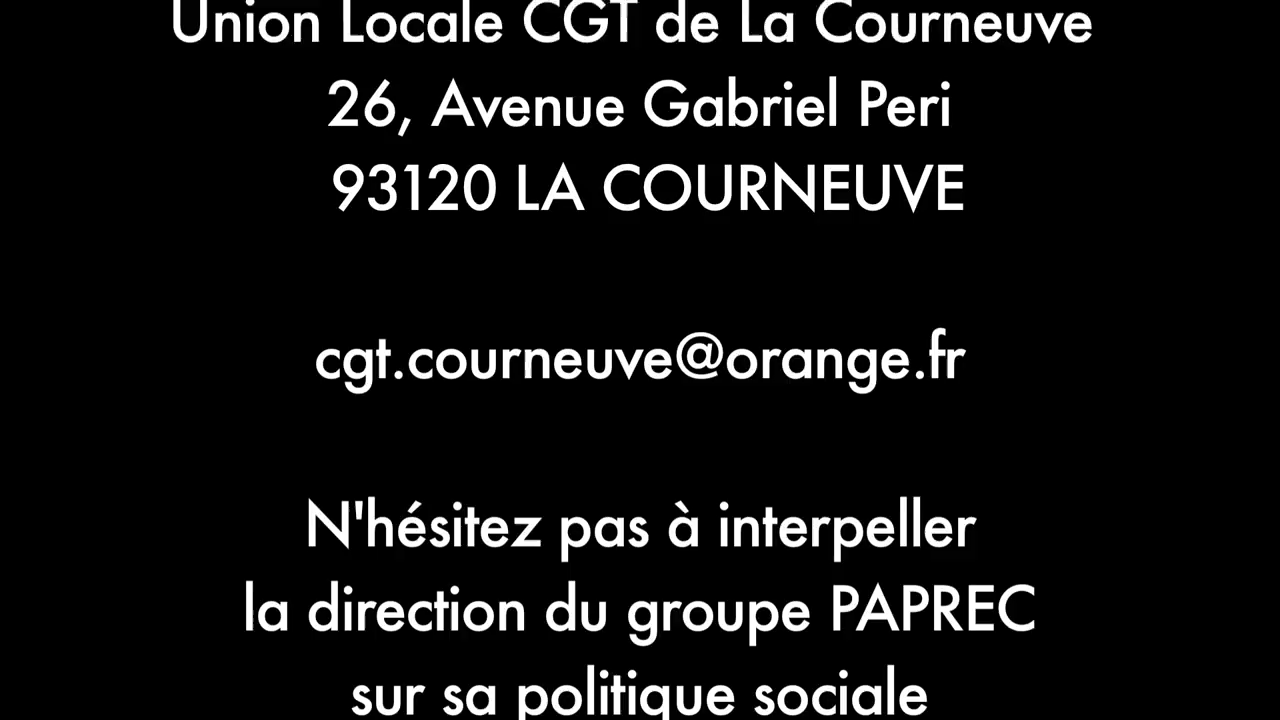 Union Locale CGT de La Courneuve
26, Avenue Gabriel Peri
93120 LA COURNEUVE
cgt.courneuve@orange.fr
N'hésitez pas à interpeller
la direction du groupe PAPREC
sur sa politique sociale